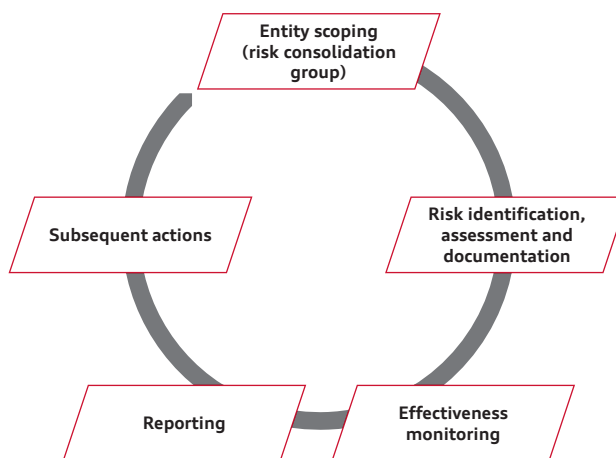 Entity scoping
(risk consolidation
group)
Risk identification,
assessment and
documentation
Effectiveness
monitoring
Reporting
Subsequent actions